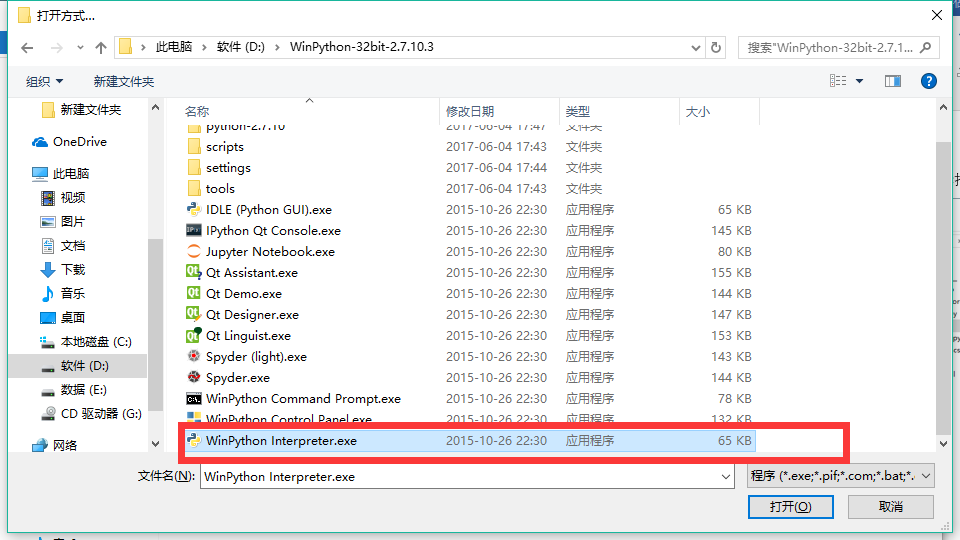 打开方式...
此电脑 › 软件 (D:) › WinPython-32bit-2.7.10.3
搜索"WinPython-32bit-2.7.1...
组织 新建文件夹
名称 修改日期 类型 大小
新建文件夹
OneDrive
此电脑
视频
图片
文档
下载
音乐
桌面
本地磁盘 (C:)
软件 (D:)
数据 (E:)
CD 驱动器 (G:)
网络
python-2.7.10 2017-06-04 17:47 文件夹
scripts 2017-06-04 17:43 文件夹
settings 2017-06-04 17:44 文件夹
tools 2017-06-04 17:43 文件夹
IDLE (Python GUI).exe 2015-10-26 22:30 应用程序 65 KB
IPython Qt Console.exe 2015-10-26 22:30 应用程序 145 KB
Jupyter Notebook.exe 2015-10-26 22:30 应用程序 80 KB
Qt Assistant.exe 2015-10-26 22:30 应用程序 155 KB
Qt Demo.exe 2015-10-26 22:30 应用程序 144 KB
Qt Designer.exe 2015-10-26 22:30 应用程序 147 KB
Qt Linguist.exe 2015-10-26 22:30 应用程序 153 KB
Spyder (light).exe 2015-10-26 22:30 应用程序 143 KB
Spyder.exe 2015-10-26 22:30 应用程序 144 KB
WinPython Command Prompt.exe 2015-10-26 22:30 应用程序 78 KB
WinPython Control Panel.exe 2015-10-26 22:30 应用程序 132 KB
WinPython Interpreter.exe 2015-10-26 22:30 应用程序 65 KB
文件名(N): WinPython Interpreter.exe 程序 (*.exe;*.pif;*.com;*.bat;*.
打开(O) 取消